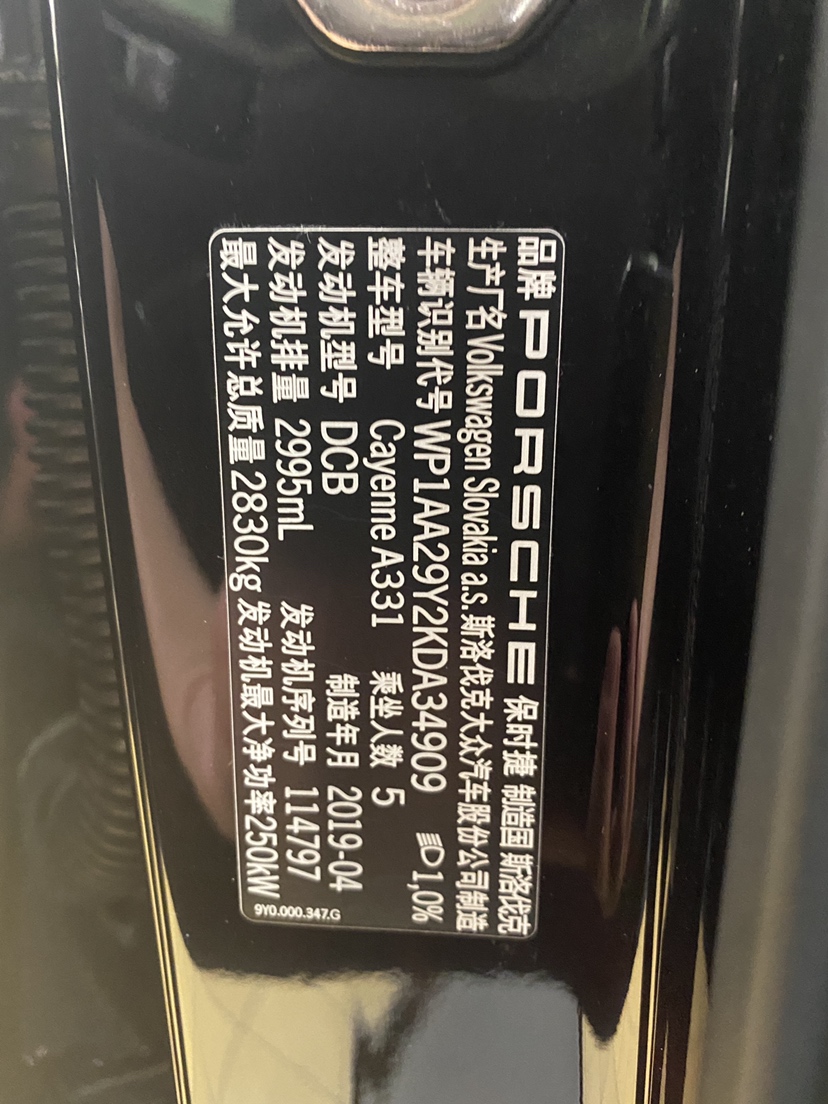 品牌 PORSCHE 保时捷 制造国 斯洛伐克
生产厂名 Volkswagen Slovakia a.s. 斯洛伐克大众汽车股份公司制造
车辆识别代号 WP1AA29Y2KDA34909 1,0%
整车型号 Cayenne A331 乘坐人数 5
发动机型号 DCB 制造年月 2019-04
发动机排量 2995mL 发动机序列号 114797
最大允许总质量 2830kg 发动机最大净功率250kW
9Y0.000.347.G